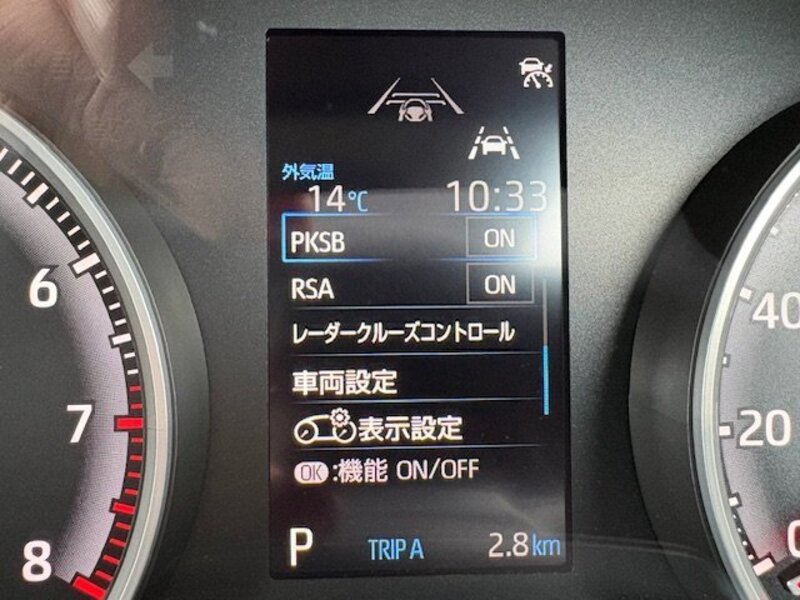 外気温
14℃ 10:33
PKSB ON
RSA ON
レーダークルーズコントロール
車両設定
表示設定
OK:機能 ON/OFF
P TRIP A 2.8km
6
7
8
40
20
0